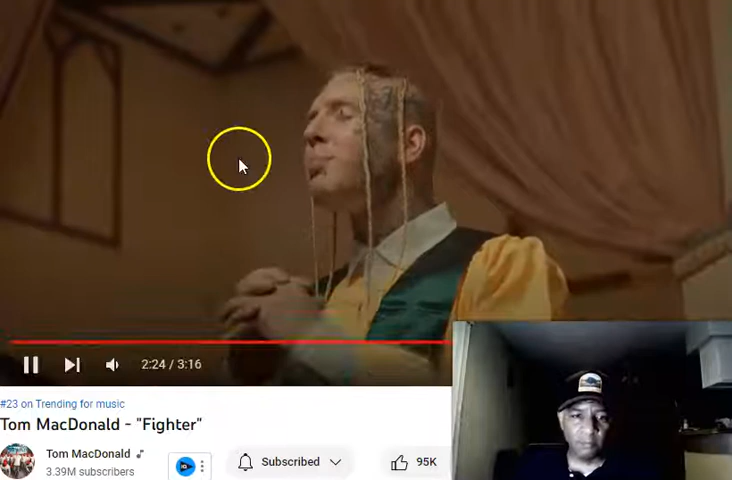 2:24 / 3:16
#23 on Trending for music
Tom MacDonald - "Fighter"
Tom MacDonald
3.39M subscribers
Subscribed
95K